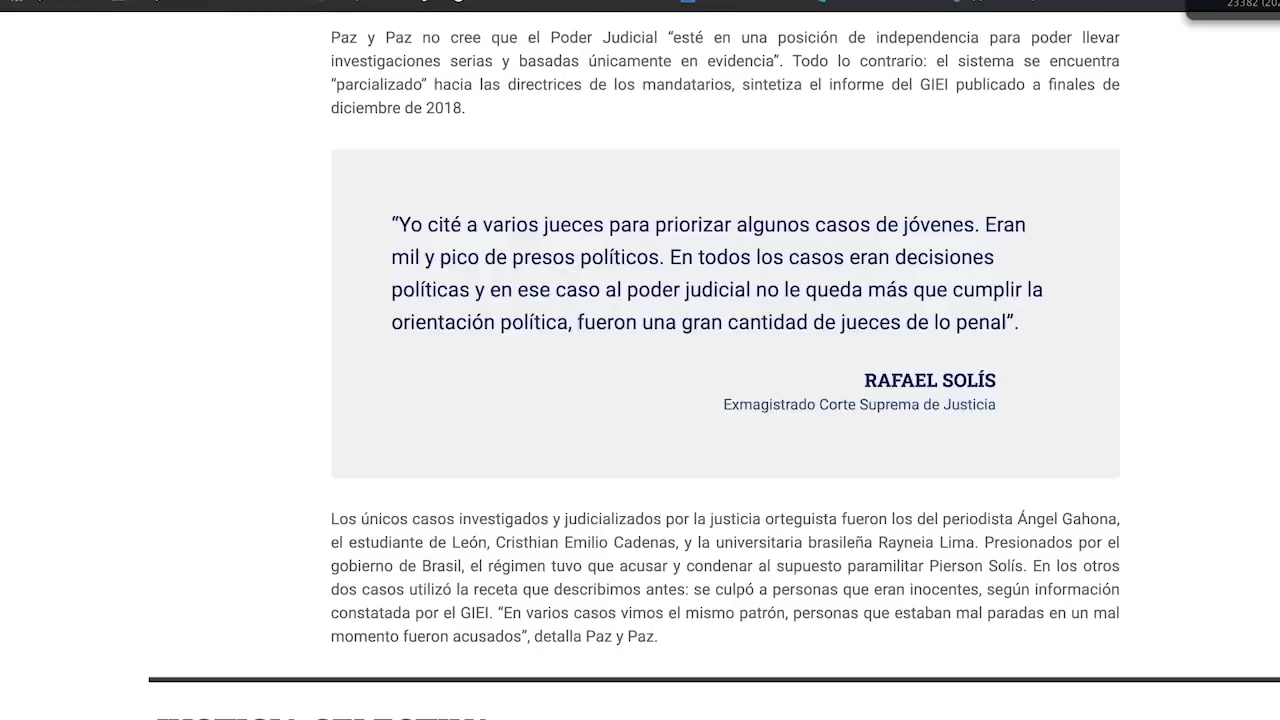 Paz y Paz no cree que el Poder Judicial “esté en una posición de independencia para poder llevar
investigaciones serias y basadas únicamente en evidencia”. Todo lo contrario: el sistema se encuentra
“parcializado” hacia las directrices de los mandatarios, sintetiza el informe del GIEI publicado a finales de
diciembre de 2018.
“Yo cité a varios jueces para priorizar algunos casos de jóvenes. Eran
mil y pico de presos políticos. En todos los casos eran decisiones
políticas y en ese caso al poder judicial no le queda más que cumplir la
orientación política, fueron una gran cantidad de jueces de lo penal”.
RAFAEL SOLÍS
Exmagistrado Corte Suprema de Justicia
Los únicos casos investigados y judicializados por la justicia orteguista fueron los del periodista Ángel Gahona,
el estudiante de León, Cristhian Emilio Cadenas, y la universitaria brasileña Rayneia Lima. Presionados por el
gobierno de Brasil, el régimen tuvo que acusar y condenar al supuesto paramilitar Pierson Solís. En los otros
dos casos utilizó la receta que describimos antes: se culpó a personas que eran inocentes, según información
constatada por el GIEI. “En varios casos vimos el mismo patrón, personas que estaban mal paradas en un mal
momento fueron acusados”, detalla Paz y Paz.